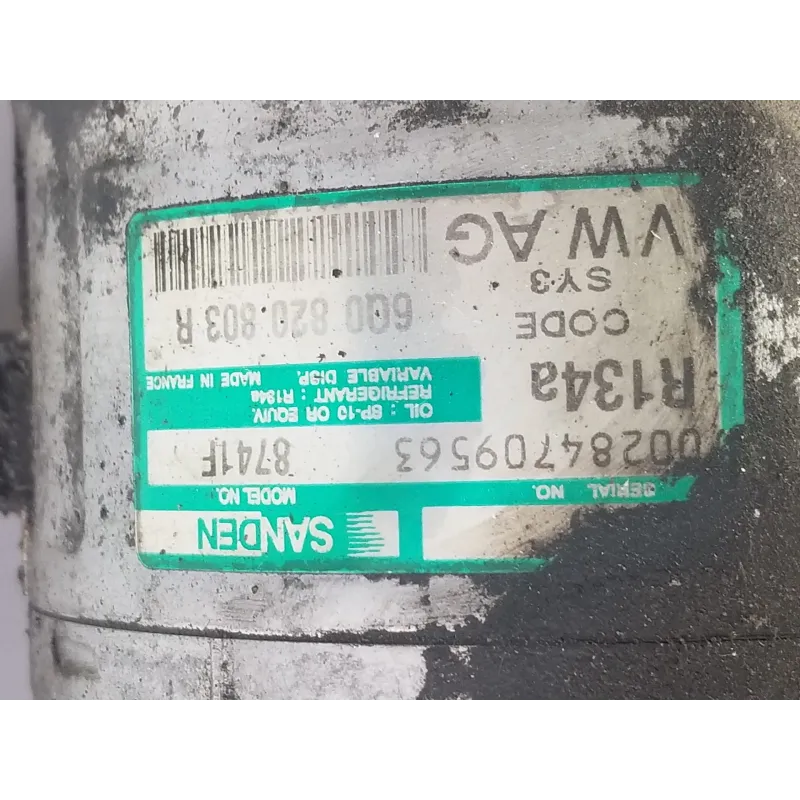 SANDEN
SERIAL NO. MODEL NO.
00284709563 8741F
R134a
OIL : SP-10 OR EQUIV.
REFRIGERANT : R134a
VARIABLE DISP. MADE IN FRANCE
CODE
SY3
6Q0 820 803 R
VW AG